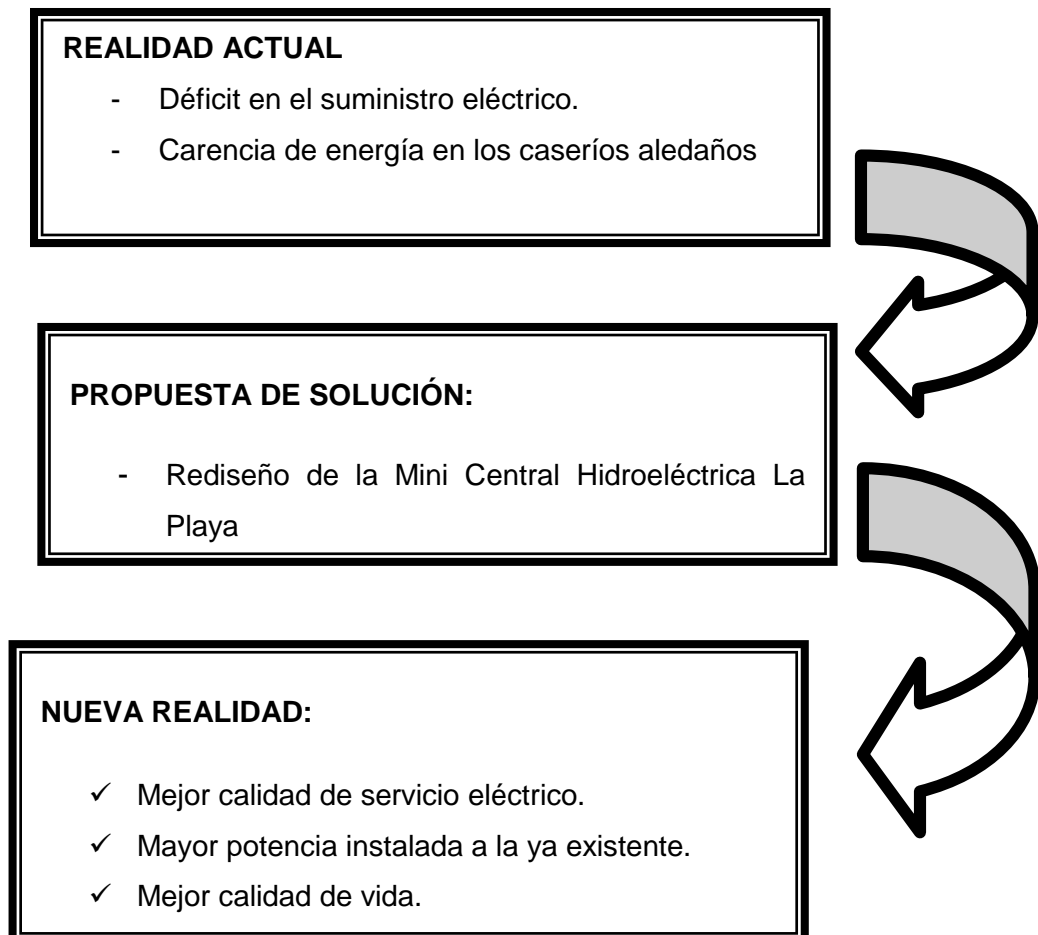 REALIDAD ACTUAL
- Déficit en el suministro eléctrico.
- Carencia de energía en los caseríos aledaños
PROPUESTA DE SOLUCIÓN:
- Rediseño de la Mini Central Hidroeléctrica La
Playa
NUEVA REALIDAD:
✓ Mejor calidad de servicio eléctrico.
✓ Mayor potencia instalada a la ya existente.
✓ Mejor calidad de vida.